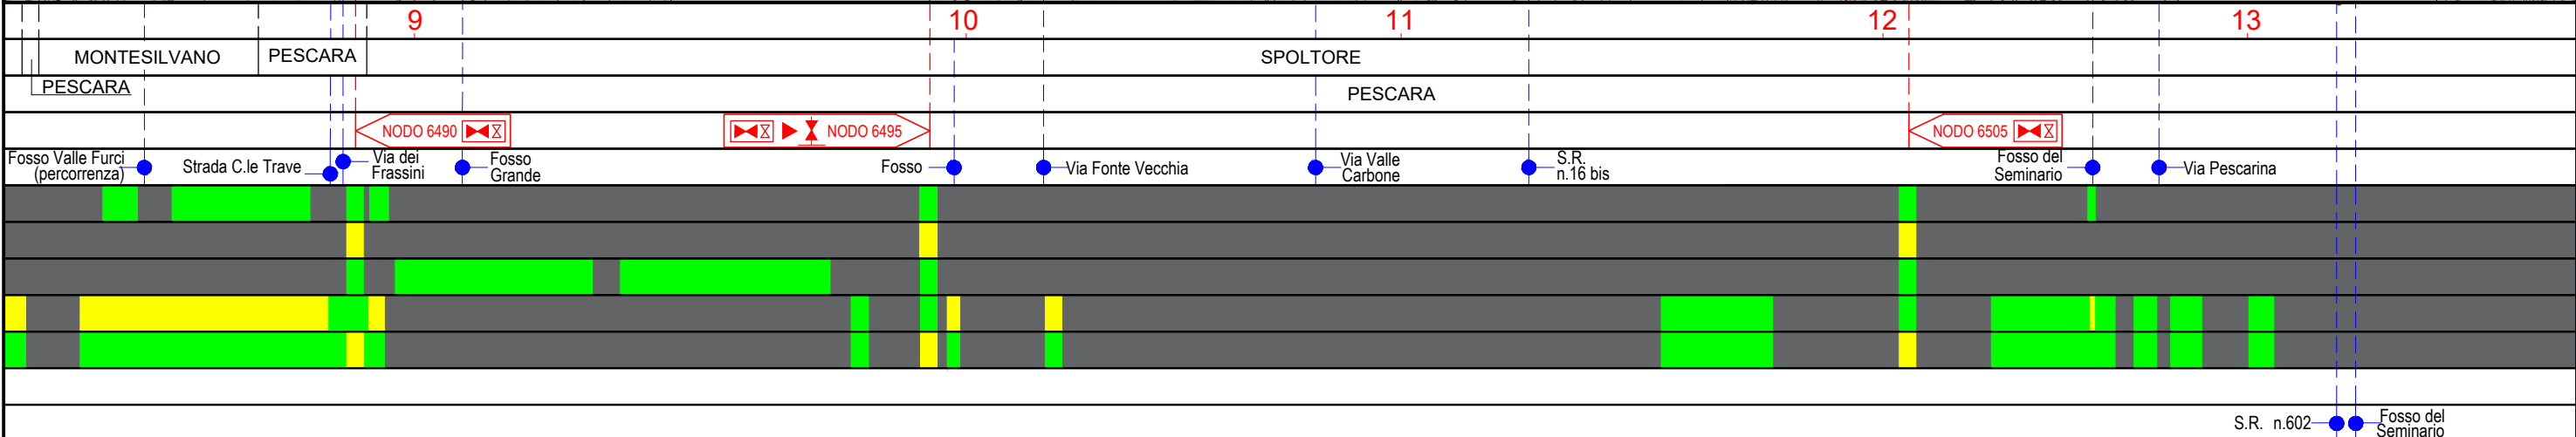 9 10 11 12 13
MONTESILVANO PESCARA SPOLTORE
PESCARA PESCARA
NODO 6490 NODO 6495 NODO 6505
Fosso Valle Furci
(percorrenza)
Strada C.le Trave
Via dei
Frassini
Fosso
Grande
Fosso
Via Fonte Vecchia
Via Valle
Carbone
S.R.
n.16 bis
Fosso del
Seminario
Via Pescarina
S.R. n.602
Fosso del
Seminario